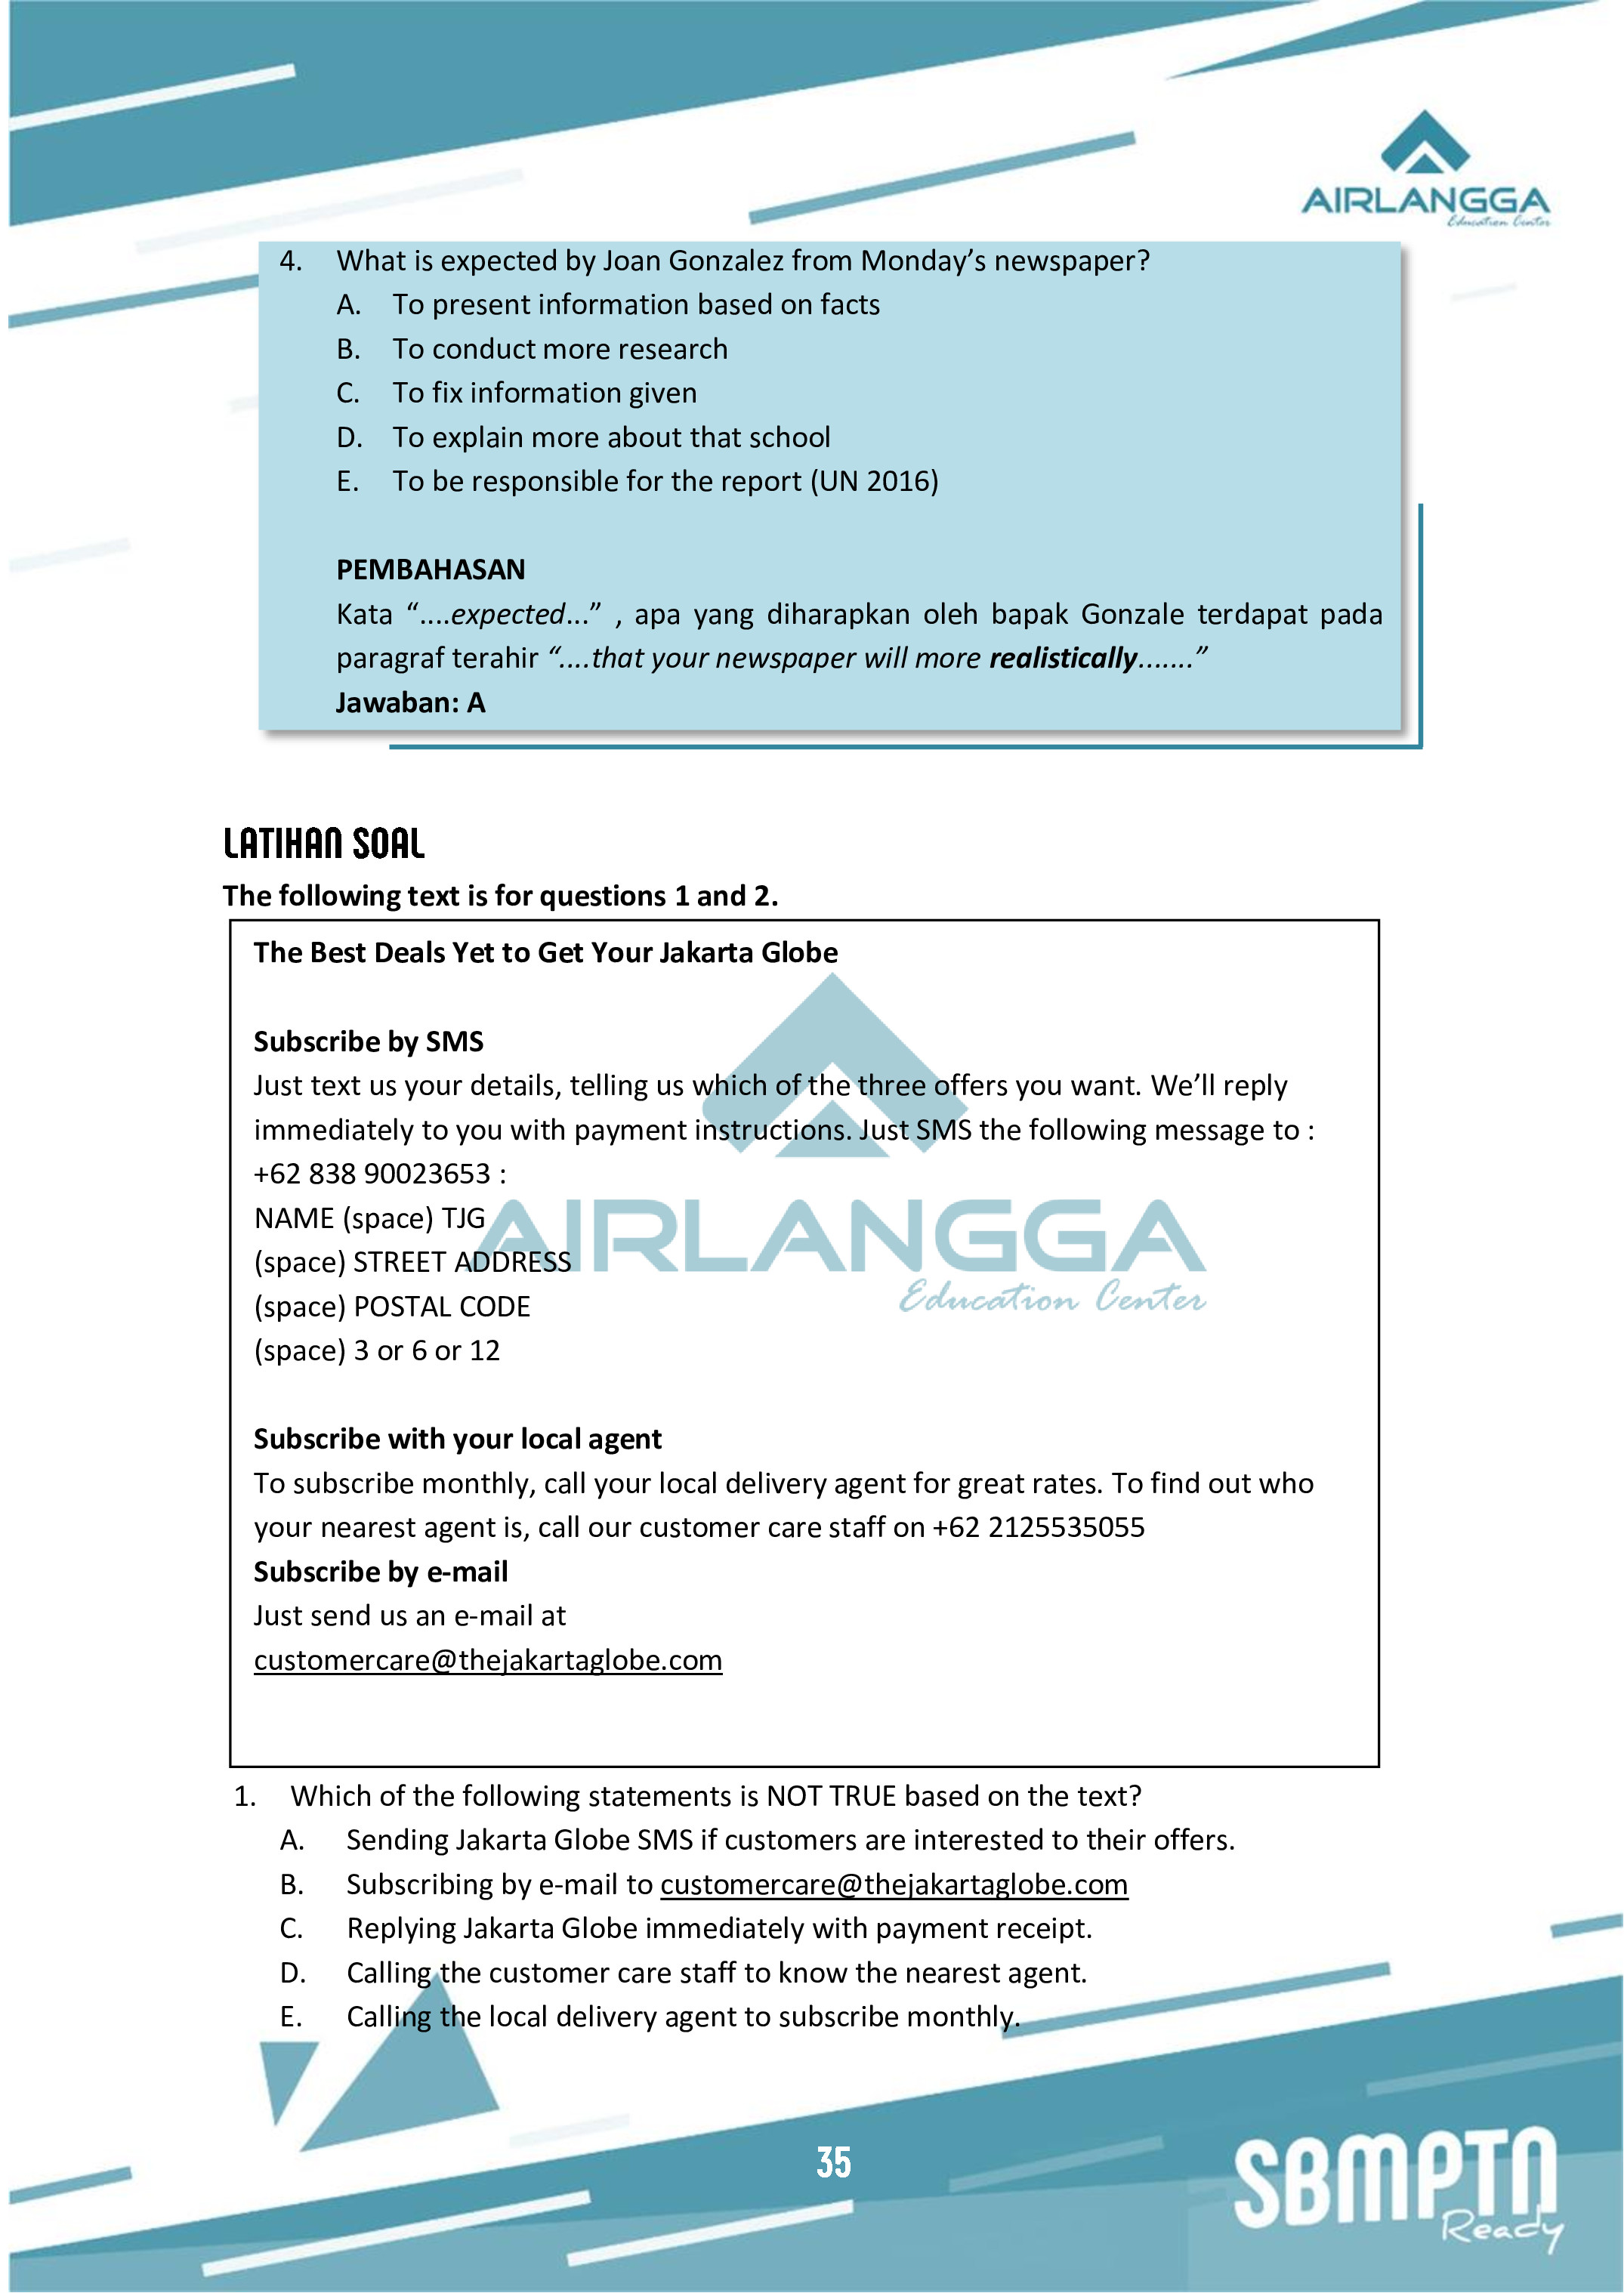 AIRLANGGA
Education Center
4. What is expected by Joan Gonzalez from Monday’s newspaper?
A. To present information based on facts
B. To conduct more research
C. To fix information given
D. To explain more about that school
E. To be responsible for the report (UN 2016)
PEMBAHASAN
Kata “....expected...” , apa yang diharapkan oleh bapak Gonzale terdapat pada
paragraf terahir “....that your newspaper will more realistically.......”
Jawaban: A
LATIHAN SOAL
The following text is for questions 1 and 2.
The Best Deals Yet to Get Your Jakarta Globe
Subscribe by SMS
Just text us your details, telling us which of the three offers you want. We’ll reply
immediately to you with payment instructions. Just SMS the following message to :
+62 838 90023653 :
NAME (space) TJG
(space) STREET ADDRESS
(space) POSTAL CODE
(space) 3 or 6 or 12
AIRLANGGA
Education Center
Subscribe with your local agent
To subscribe monthly, call your local delivery agent for great rates. To find out who
your nearest agent is, call our customer care staff on +62 2125535055
Subscribe by e-mail
Just send us an e-mail at
customercare@thejakartaglobe.com
1. Which of the following statements is NOT TRUE based on the text?
A. Sending Jakarta Globe SMS if customers are interested to their offers.
B. Subscribing by e-mail to customercare@thejakartaglobe.com
C. Replying Jakarta Globe immediately with payment receipt.
D. Calling the customer care staff to know the nearest agent.
E. Calling the local delivery agent to subscribe monthly.
35
SBMPTN
Ready